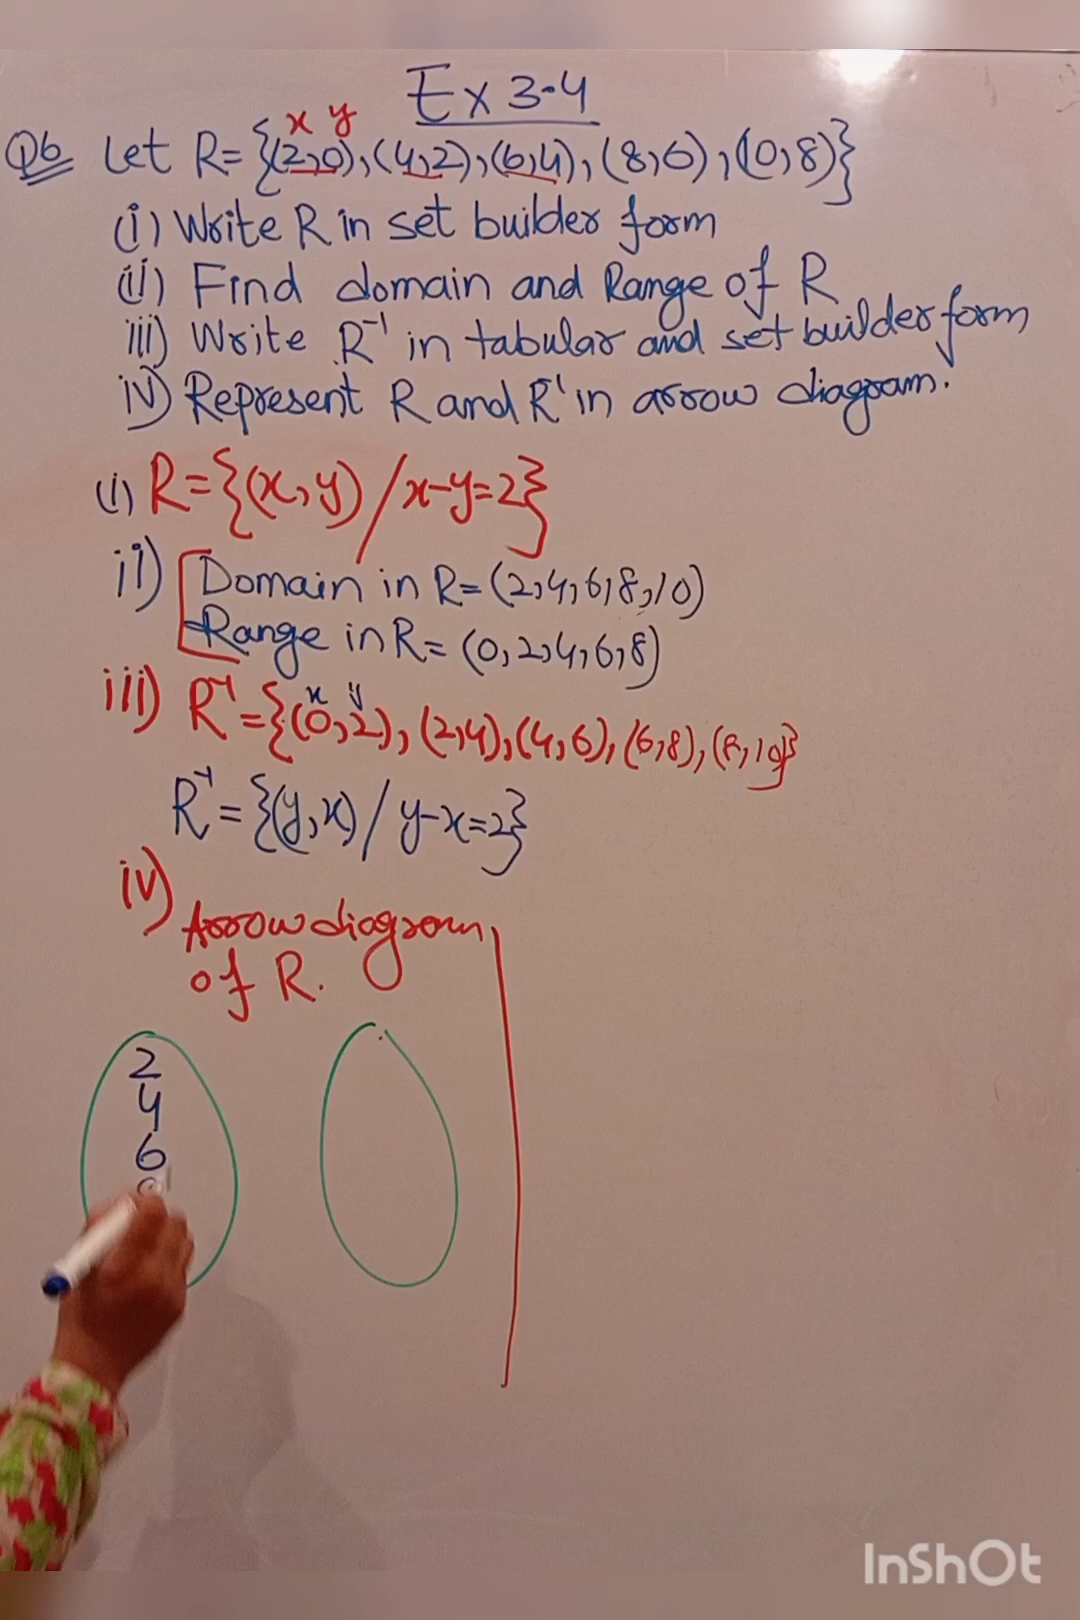 Ex 3-4
x y
Q6 Let R={(2,0),(4,2),(6,4),(8,6),(10,8)}
(i) Write R in set builder form
(ii) Find domain and Range of R
iii) Write R⁻¹ in tabular and set builder form
iv) Represent R and R⁻¹ in arrow diagram.
(i) R={(x,y)/x-y=2}
ii) Domain in R=(2,4,6,8,10)
Range in R=(0,2,4,6,8)
x y
iii) R⁻¹={(0,2),(2,4),(4,6),(6,8),(8,10)}
R⁻¹={(y,x)/y-x=2}
iv) Arrow diagram
of R.
2
4
6
InShOt